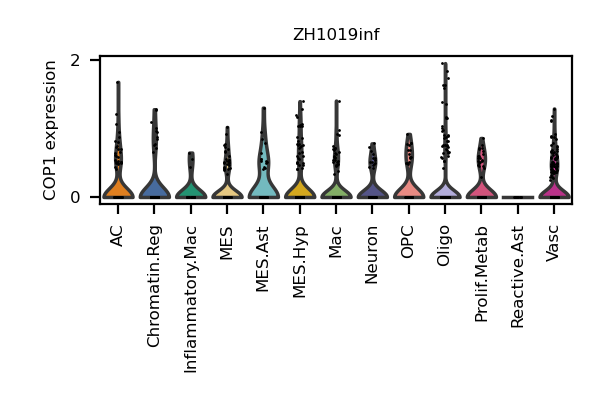 ZH1019inf
COP1 expression
2
0
AC
Chromatin.Reg
Inflammatory.Mac
MES
MES.Ast
MES.Hyp
Mac
Neuron
OPC
Oligo
Prolif.Metab
Reactive.Ast
Vasc